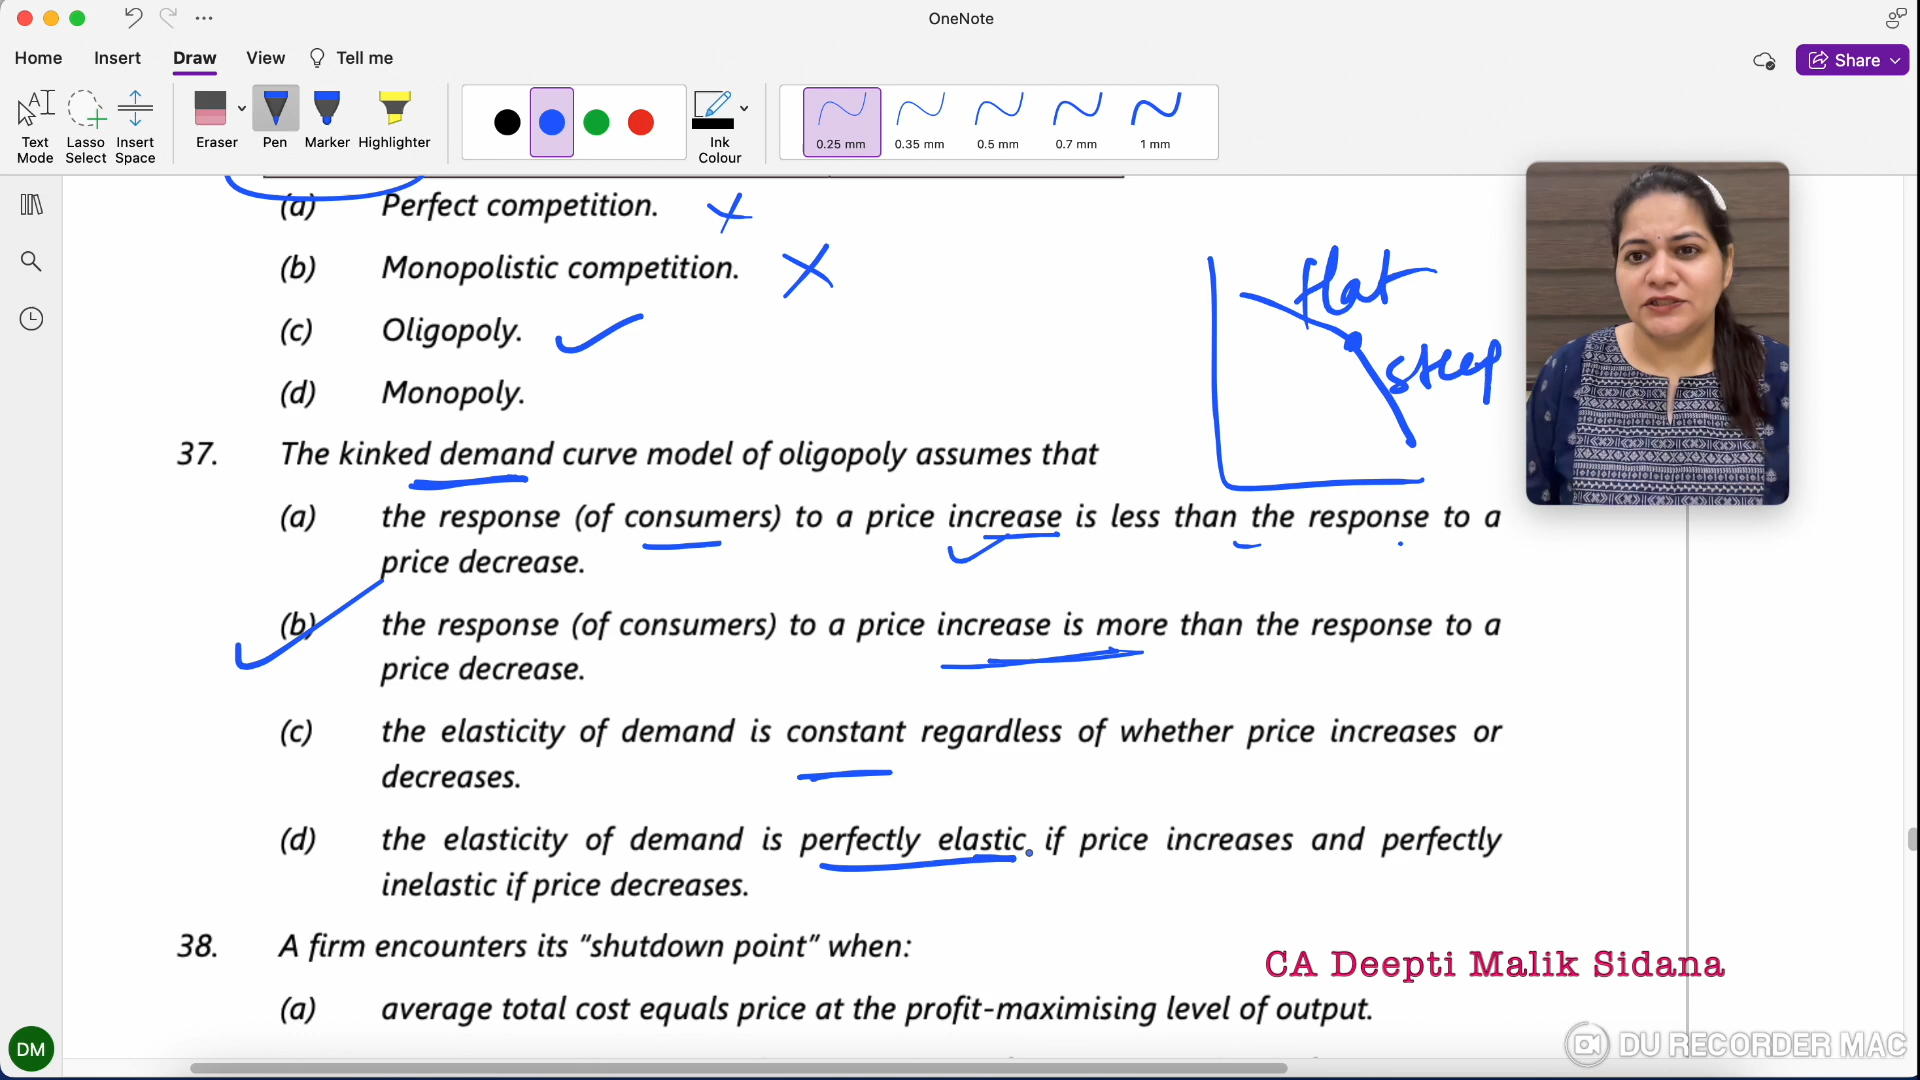 OneNote
Home Insert Draw View Tell me Share
Text Mode Lasso Select Insert Space Eraser Pen Marker Highlighter Ink Colour 0.25 mm 0.35 mm 0.5 mm 0.7 mm 1 mm
(a) Perfect competition.
(b) Monopolistic competition.
flat
(c) Oligopoly.
steep
(d) Monopoly.
37. The kinked demand curve model of oligopoly assumes that
(a) the response (of consumers) to a price increase is less than the response to a
price decrease.
(b) the response (of consumers) to a price increase is more than the response to a
price decrease.
(c) the elasticity of demand is constant regardless of whether price increases or
decreases.
(d) the elasticity of demand is perfectly elastic if price increases and perfectly
inelastic if price decreases.
38. A firm encounters its “shutdown point” when:
CA Deepti Malik Sidana
(a) average total cost equals price at the profit-maximising level of output.
DM
DU RECORDER MAC